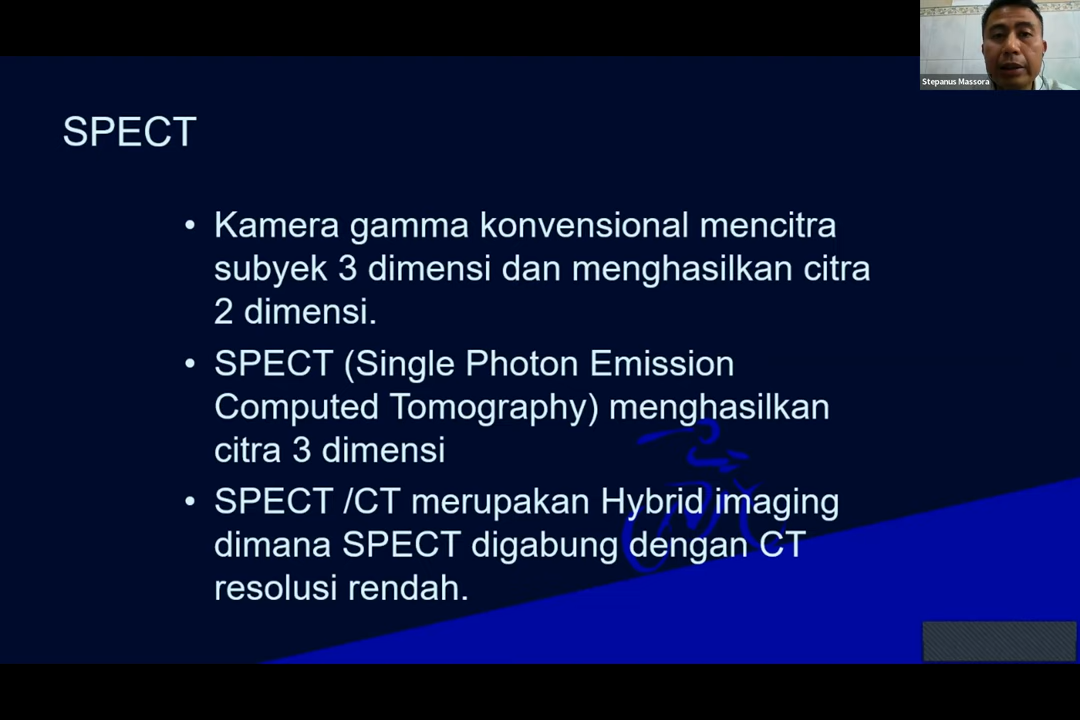 Stepanus Massora
SPECT
• Kamera gamma konvensional mencitra
subyek 3 dimensi dan menghasilkan citra
2 dimensi.
• SPECT (Single Photon Emission
Computed Tomography) menghasilkan
citra 3 dimensi
• SPECT /CT merupakan Hybrid imaging
dimana SPECT digabung dengan CT
resolusi rendah.